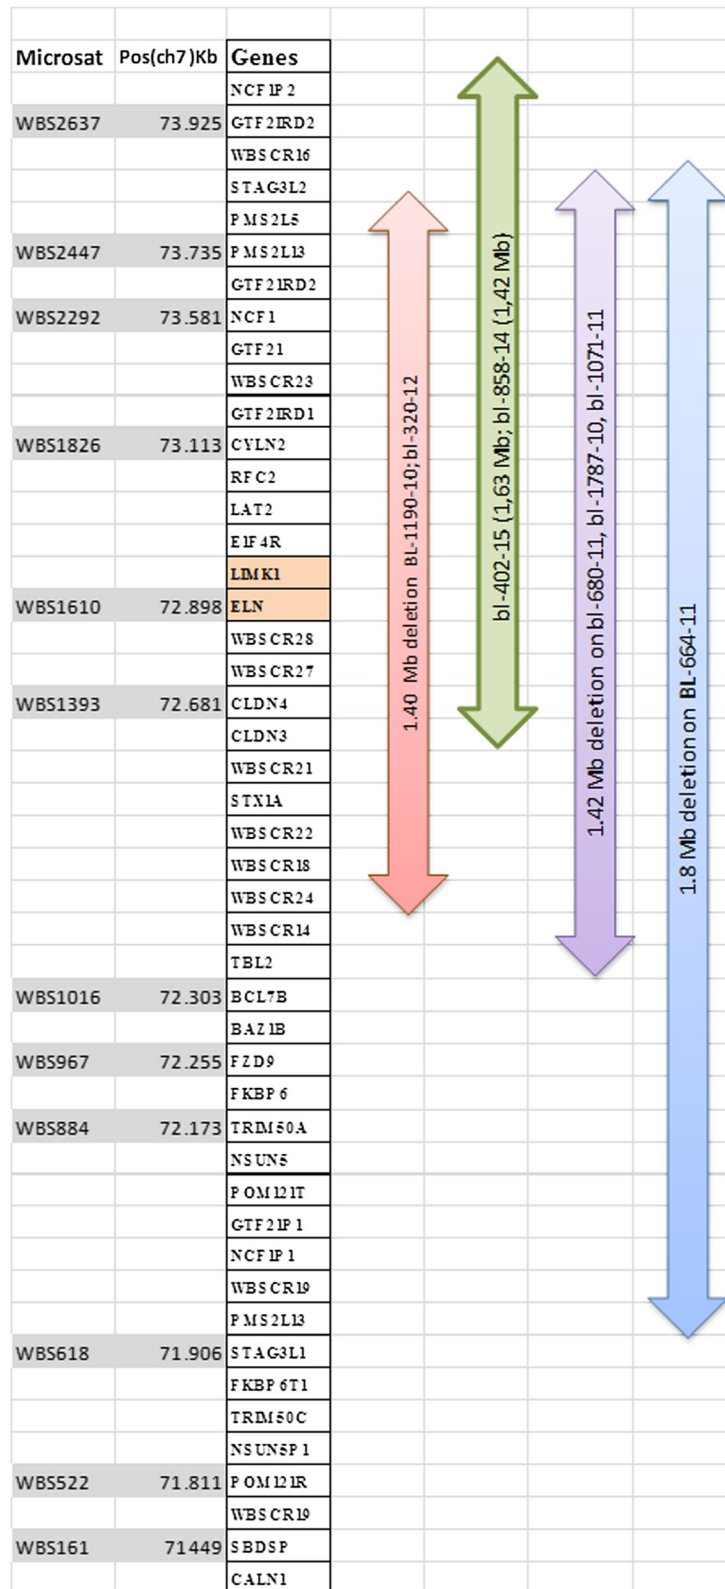 Microsat Pos(ch7)Kb Genes
NCF1P2
WBS2637 73.925 GTF2IRD2
WBSCR16
STAG3L2
PMS2L5
WBS2447 73.735 PMS2L13
GTF2IRD2
WBS2292 73.581 NCF1
GTF21
WBSCR23
GTF2IRD1
WBS1826 73.113 CYLN2
RFC2
LAT2
EIF4R
LIMK1
WBS1610 72.898 ELN
WBSCR28
WBSCR27
WBS1393 72.681 CLDN4
CLDN3
WBSCR21
STX1A
WBSCR22
WBSCR18
WBSCR24
WBSCR14
TBL2
WBS1016 72.303 BCL7B
BAZ1B
WBS967 72.255 FZD9
FKBP6
WBS884 72.173 TRIM50A
NSUN5
POM121T
GTF21P1
NCF1P1
WBSCR19
PMS2L13
WBS618 71.906 STAG3L1
FKBP6T1
TRIM50C
NSUN5P1
WBS522 71.811 POM121R
WBSCR19
WBS161 71449 SBDSP
CALN1
1.40 Mb deletion BL-1190-10; bl-320-12
bl-402-15 (1,63 Mb; bl-858-14 (1,42 Mb)
1.42 Mb deletion on bl-680-11, bl-1787-10, bl-1071-11
1.8 Mb deletion on BL-664-11